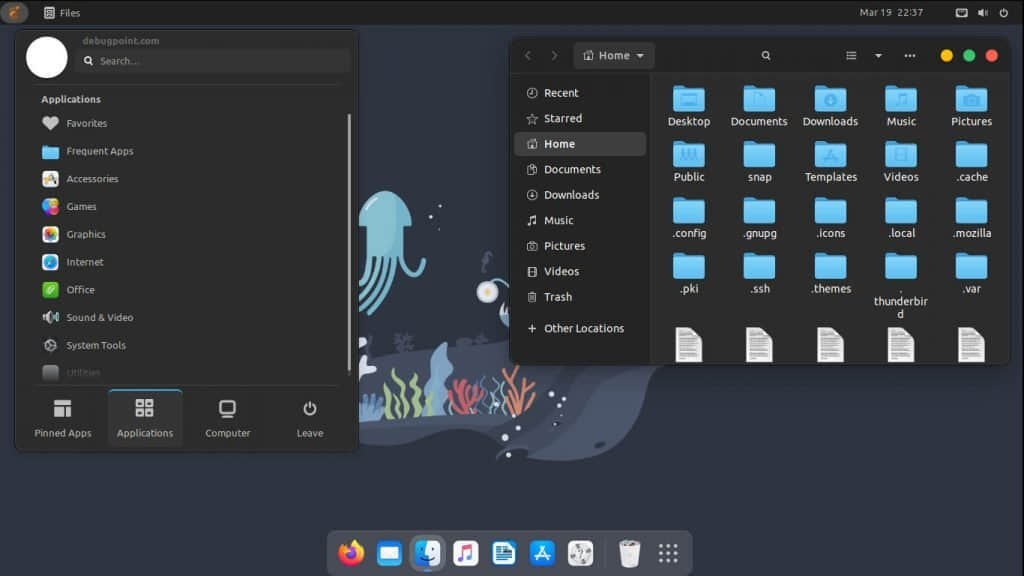 Files
Mar 19 22:37
debugpoint.com
Search...
Applications
Favorites
Frequent Apps
Accessories
Games
Graphics
Internet
Office
Sound & Video
System Tools
Utilities
Pinned Apps
Applications
Computer
Leave
Home
Recent
Starred
Home
Documents
Downloads
Music
Pictures
Videos
Trash
Other Locations
Desktop Documents Downloads Music Pictures
Public snap Templates Videos .cache
.config .gnupg .icons .local .mozilla
.pki .ssh .themes .
thunderbir
d .var